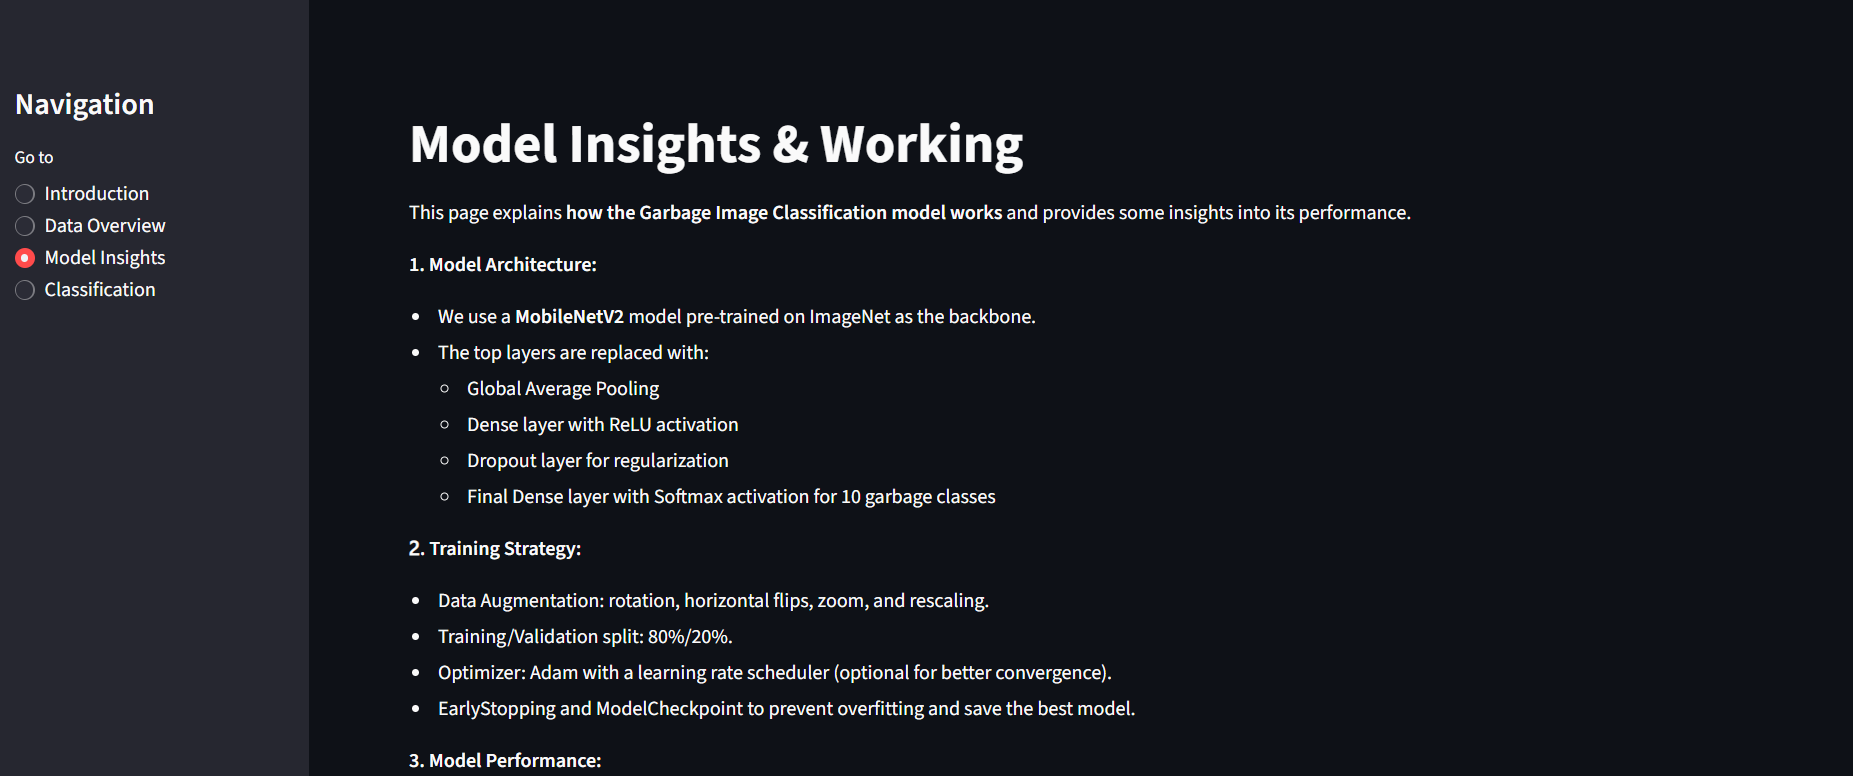 Navigation
Go to
Introduction
Data Overview
Model Insights
Classification
Model Insights & Working
This page explains how the Garbage Image Classification model works and provides some insights into its performance.
1. Model Architecture:
We use a MobileNetV2 model pre-trained on ImageNet as the backbone.
The top layers are replaced with:
Global Average Pooling
Dense layer with ReLU activation
Dropout layer for regularization
Final Dense layer with Softmax activation for 10 garbage classes
2. Training Strategy:
Data Augmentation: rotation, horizontal flips, zoom, and rescaling.
Training/Validation split: 80%/20%.
Optimizer: Adam with a learning rate scheduler (optional for better convergence).
EarlyStopping and ModelCheckpoint to prevent overfitting and save the best model.
3. Model Performance: